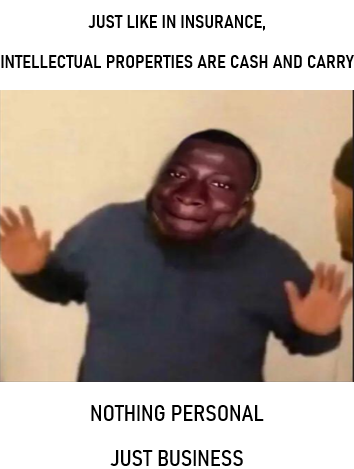 JUST LIKE IN INSURANCE,
INTELLECTUAL PROPERTIES ARE CASH AND CARRY
NOTHING PERSONAL
JUST BUSINESS